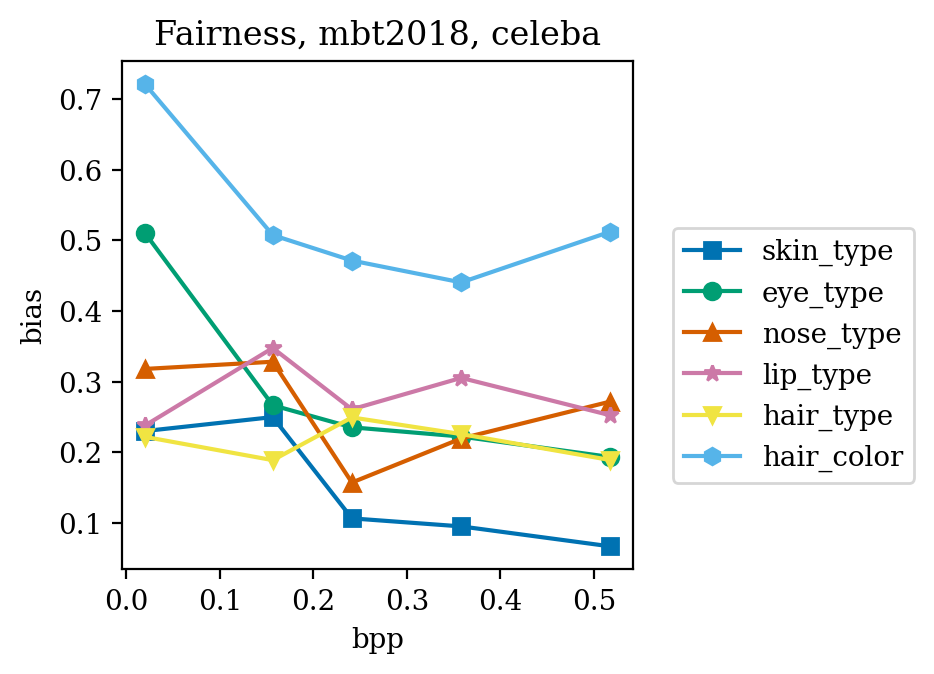 Fairness, mbt2018, celeba
0.7
0.6
0.5
0.4
0.3
0.2
0.1
bias
0.0 0.1 0.2 0.3 0.4 0.5
bpp
skin_type
eye_type
nose_type
lip_type
hair_type
hair_color